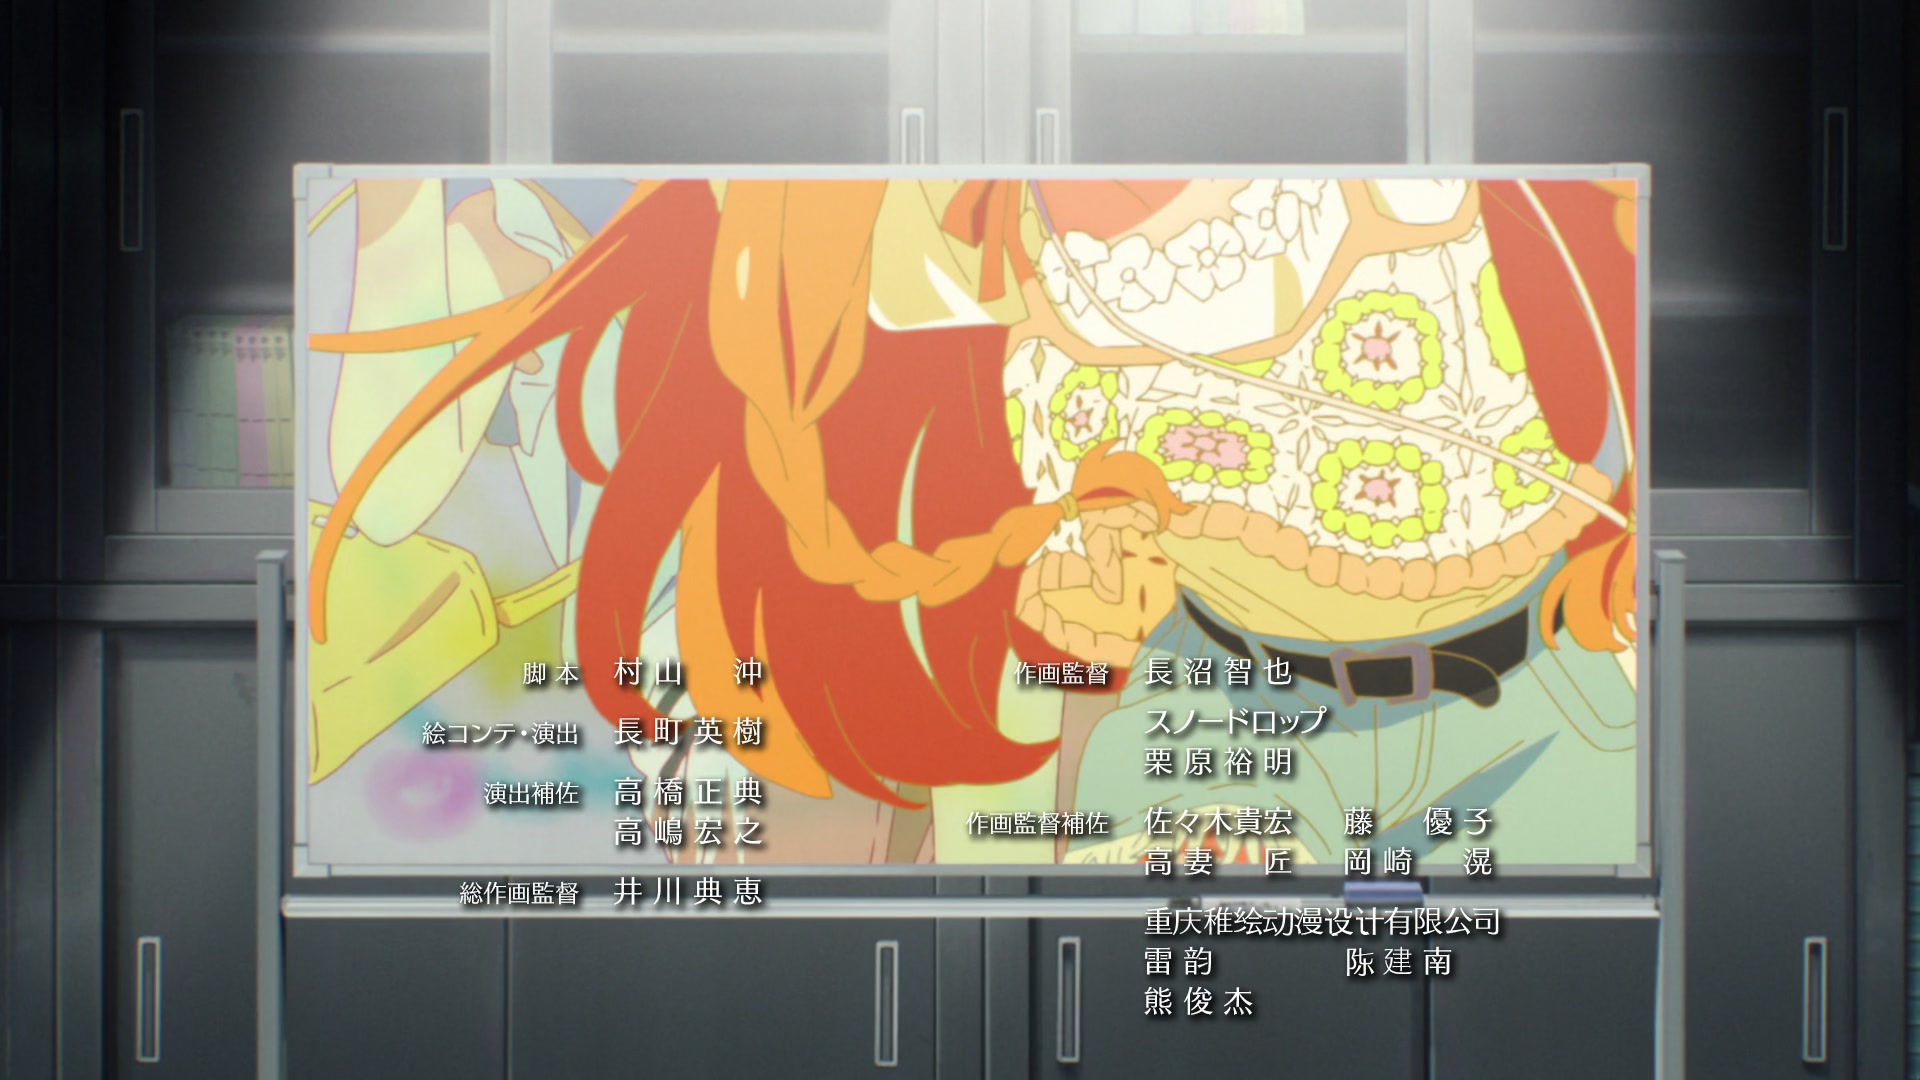 脚本 村山 沖
絵コンテ・演出 長町英樹
演出補佐 高橋正典
高嶋宏之
総作画監督 井川典恵
作画監督 長沼智也
スノードロップ
栗原裕明
作画監督補佐 佐々木貴宏 藤 優子
高妻 匠 岡崎 滉
重庆稚绘动漫设计有限公司
雷韵 陈建南
熊俊杰